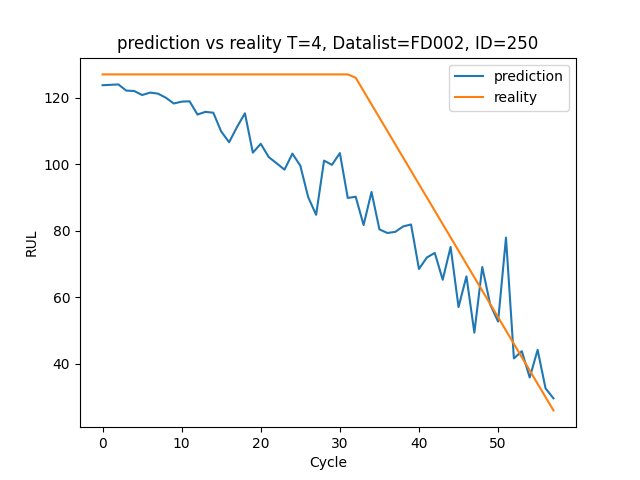 prediction vs reality T=4, Datalist=FD002, ID=250
prediction
reality
120
100
80
60
40
RUL
0 10 20 30 40 50
Cycle